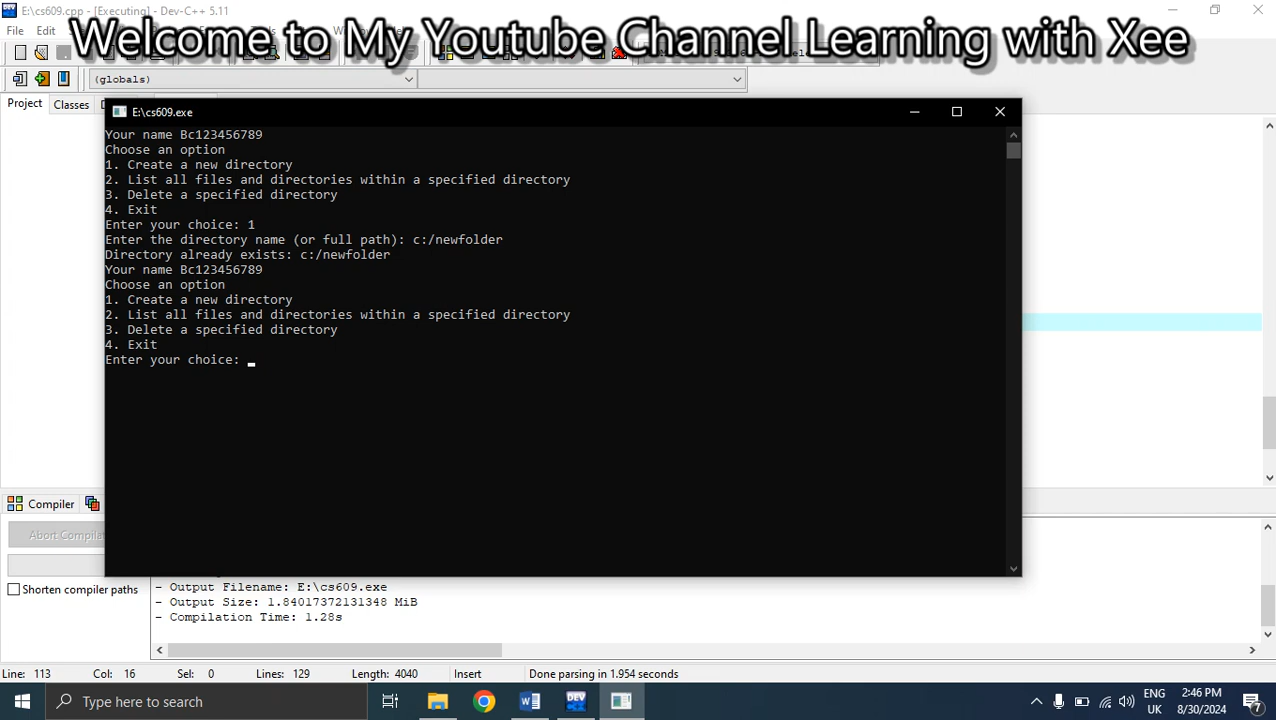 E:\cs609.cpp - [Executing] - Dev-C++ 5.11
Welcome to My Youtube Channel Learning with Xee
File Edit
(globals)
Project Classes
E:\cs609.exe
Your name Bc123456789
Choose an option
1. Create a new directory
2. List all files and directories within a specified directory
3. Delete a specified directory
4. Exit
Enter your choice: 1
Enter the directory name (or full path): c:/newfolder
Directory already exists: c:/newfolder
Your name Bc123456789
Choose an option
1. Create a new directory
2. List all files and directories within a specified directory
3. Delete a specified directory
4. Exit
Enter your choice:
Compiler
Abort Compila
Shorten compiler paths
- Output Filename: E:\cs609.exe
- Output Size: 1.84017372131348 MiB
- Compilation Time: 1.28s
Line: 113 Col: 16 Sel: 0 Lines: 129 Length: 4040 Insert Done parsing in 1.954 seconds
Type here to search
DEV
ENG
UK
2:46 PM
8/30/2024
7